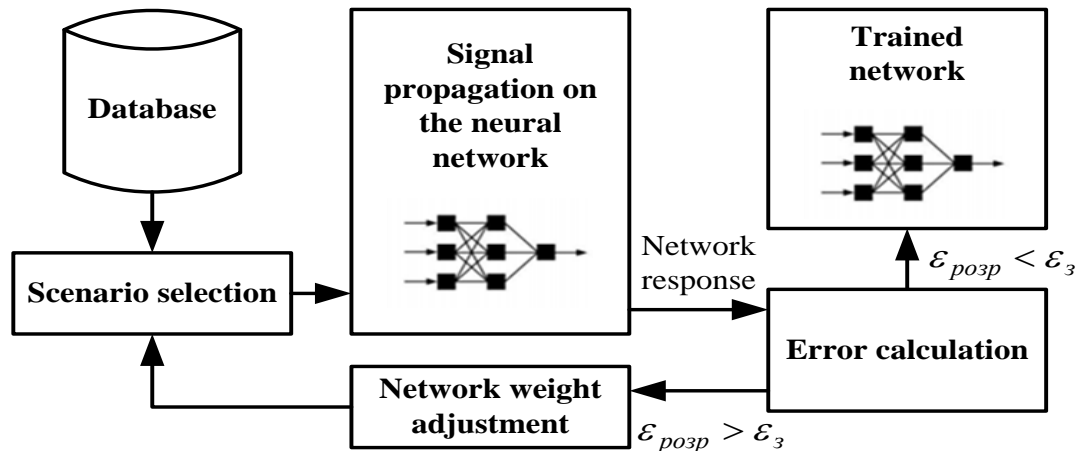 Database
Scenario selection
Signal
propagation on
the neural
network
Network
response
Trained
network
ε_розр < ε_з
Error calculation
Network weight
adjustment
ε_розр > ε_з